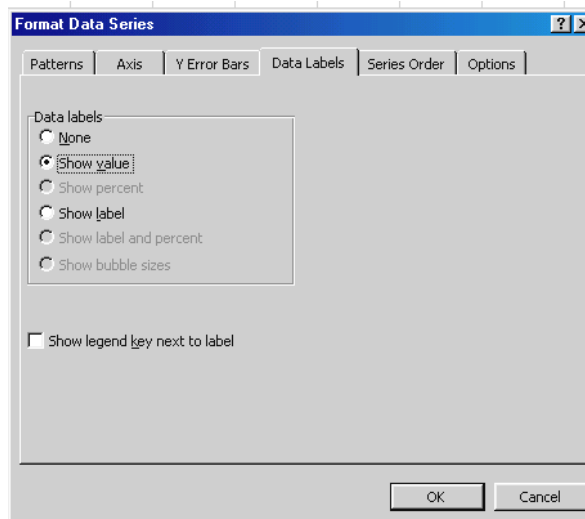 Format Data Series
Patterns Axis Y Error Bars Data Labels Series Order Options
Data labels
None
Show value
Show percent
Show label
Show label and percent
Show bubble sizes
Show legend key next to label
OK Cancel